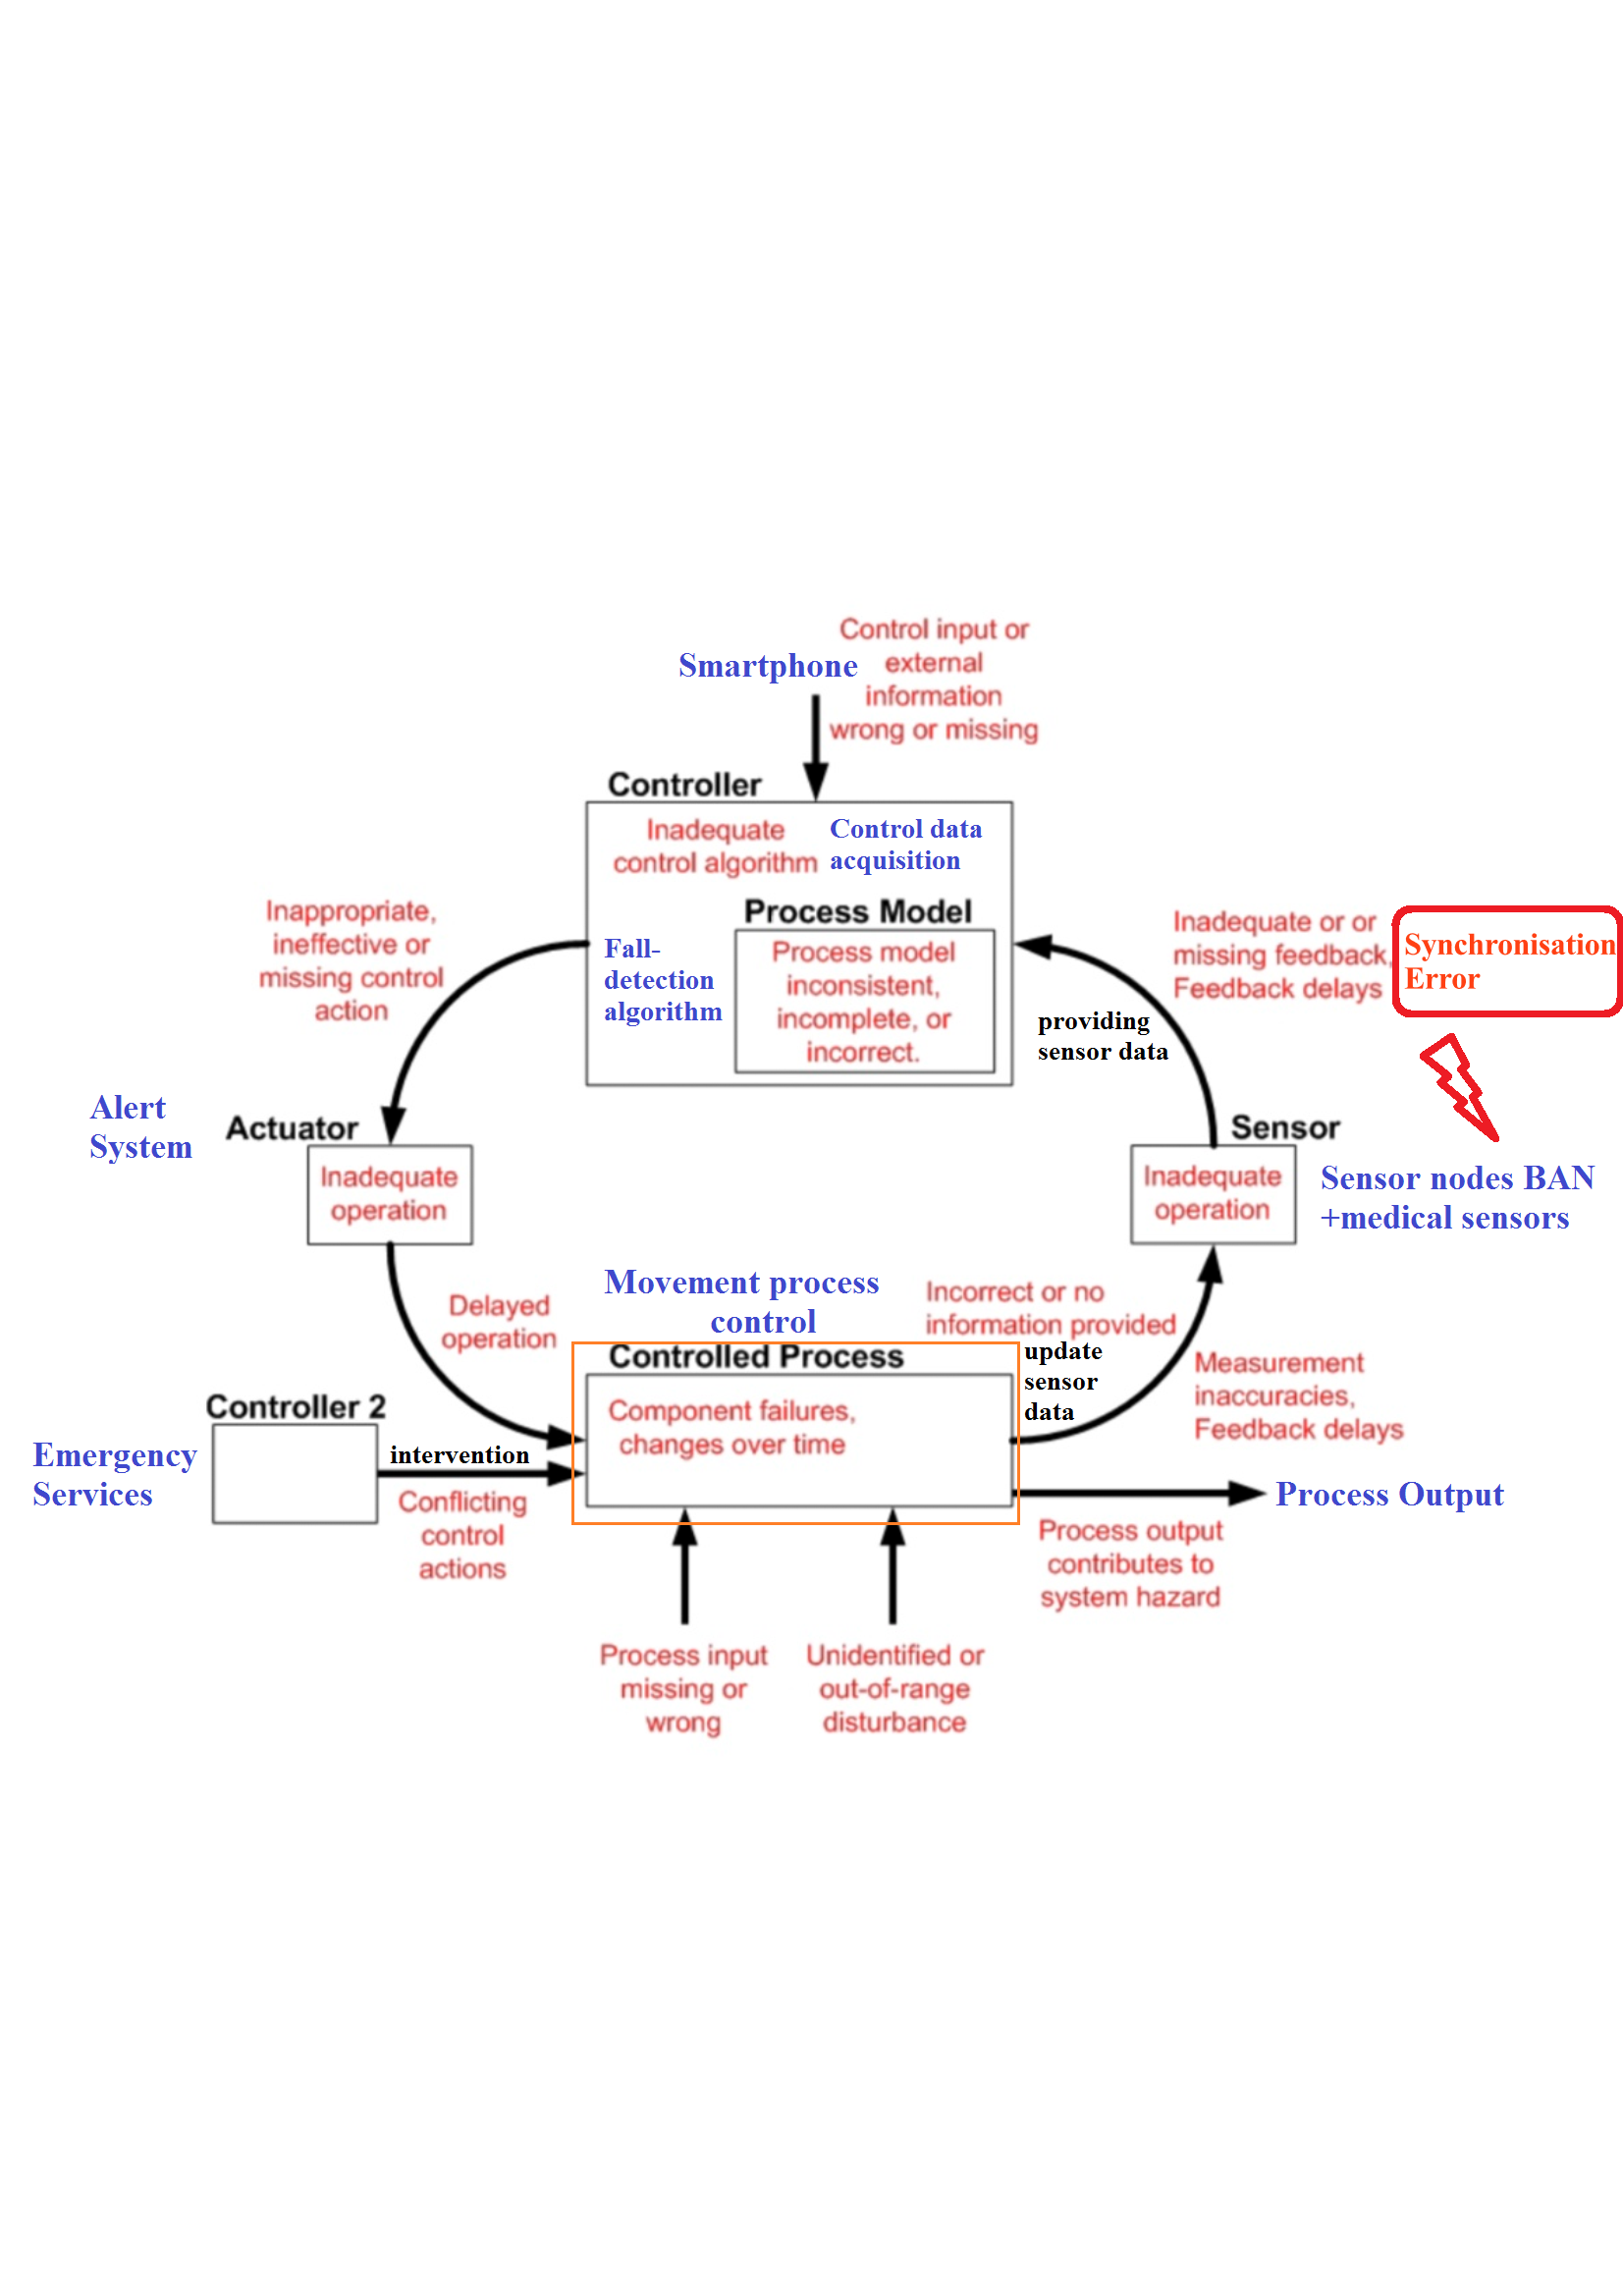 Control input or
external
information
wrong or missing
Smartphone
Controller
Inadequate
control algorithm
Control data
acquisition
Process Model
Process model
inconsistent,
incomplete, or
incorrect.
Fall-
detection
algorithm
Inappropriate,
ineffective or
missing control
action
Inadequate or or
missing feedback,
Feedback delays
Synchronisation
Error
providing
sensor data
Alert
System
Actuator
Inadequate
operation
Sensor
Inadequate
operation
Sensor nodes BAN
+medical sensors
Delayed
operation
Movement process
control
Controlled Process
Component failures,
changes over time
Incorrect or no
information provided
update
sensor
data
Measurement
inaccuracies,
Feedback delays
Controller 2
Emergency
Services
intervention
Conflicting
control
actions
Process Output
Process output
contributes to
system hazard
Process input
missing or
wrong
Unidentified or
out-of-range
disturbance